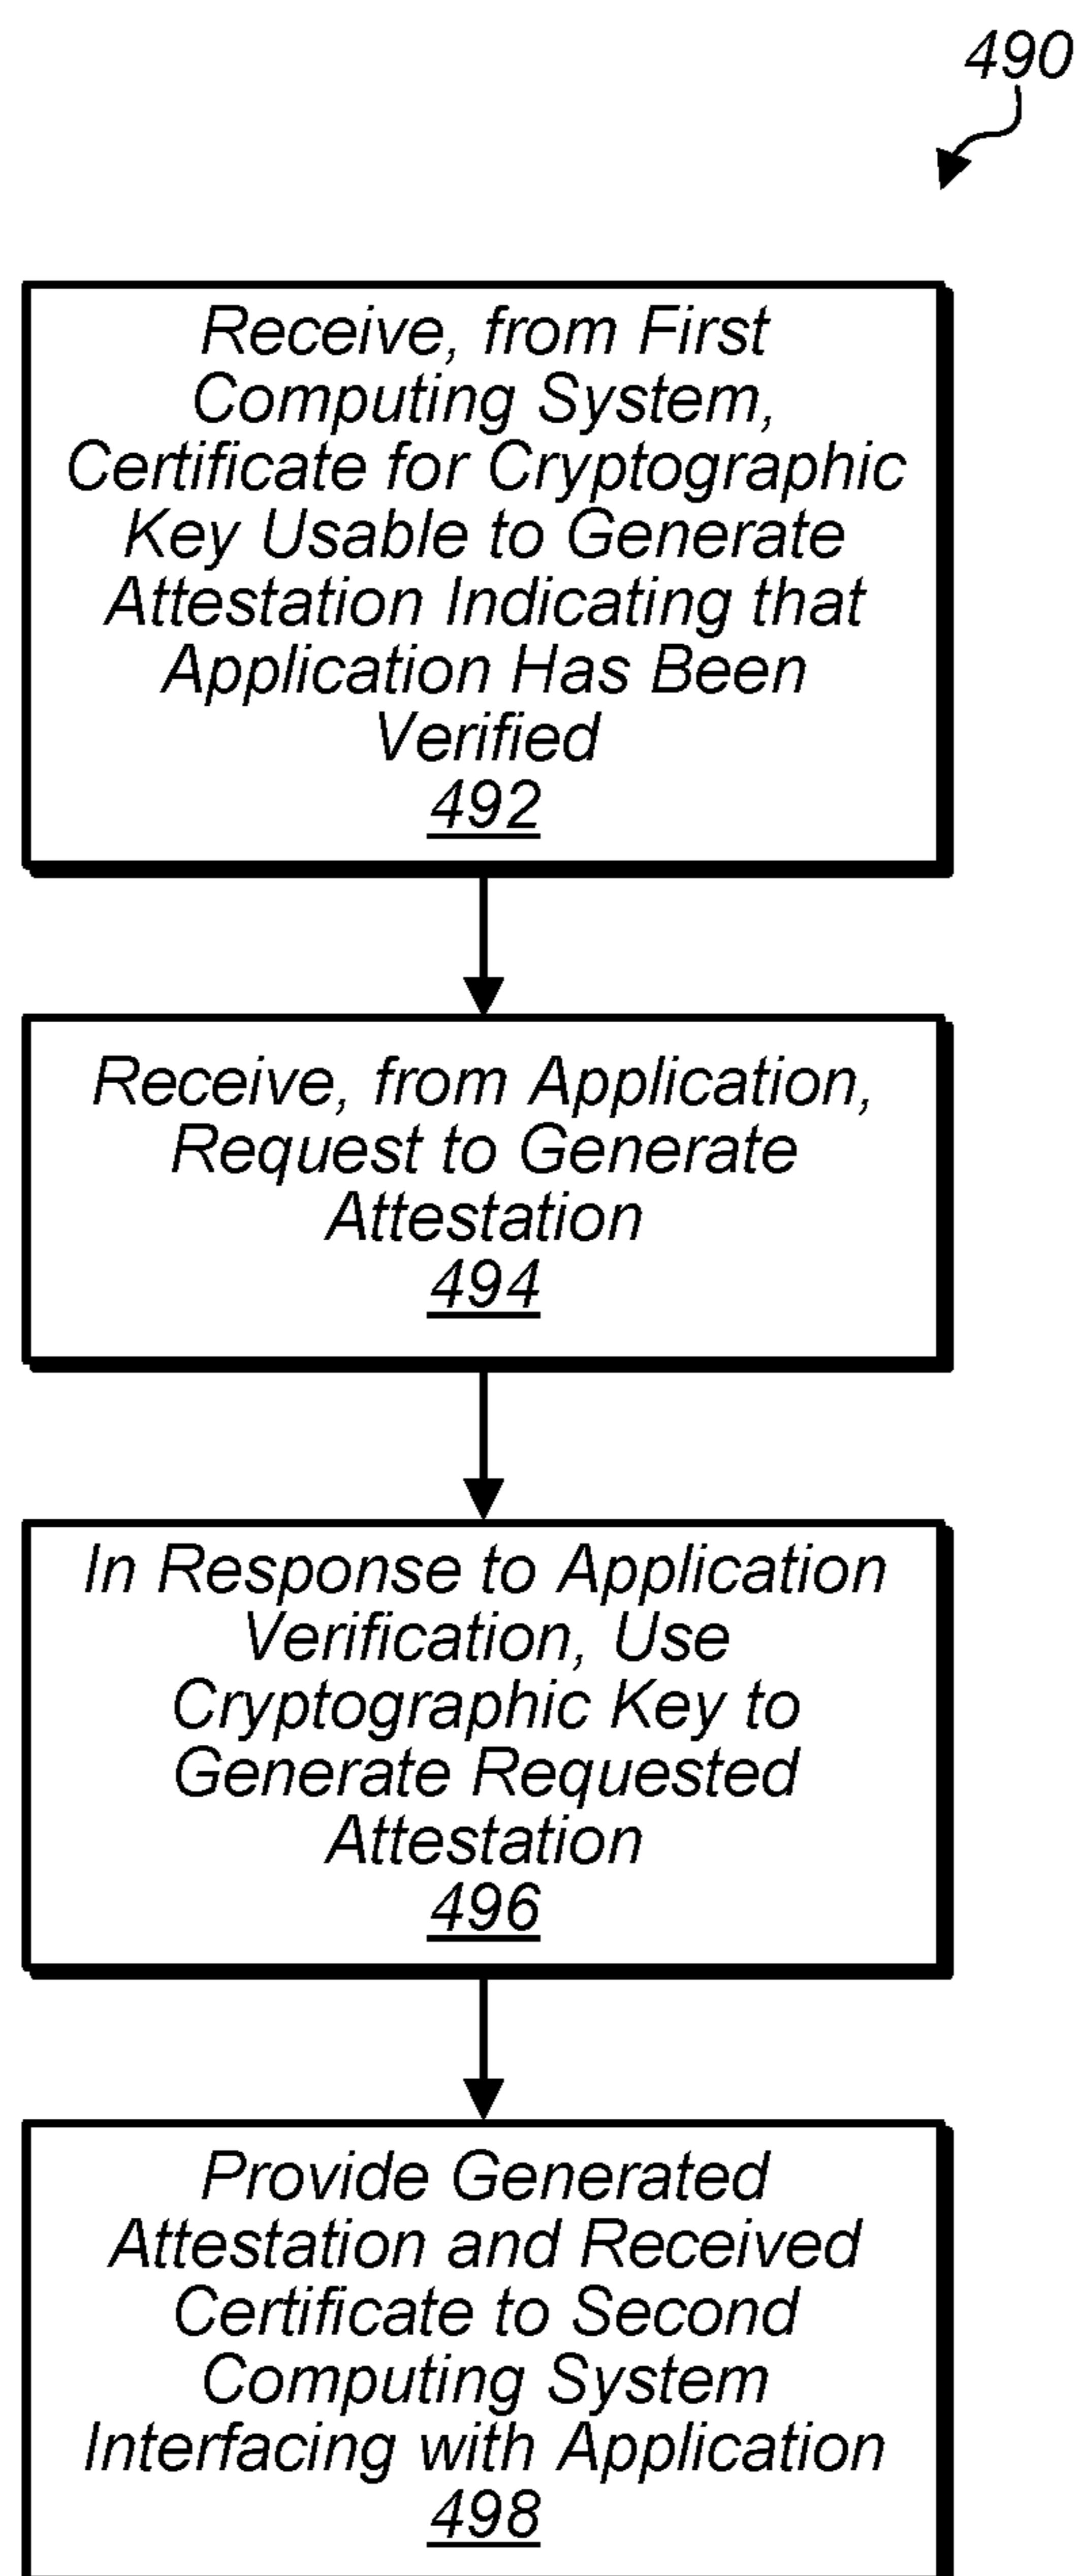 490
Receive, from First
Computing System,
Certificate for Cryptographic
Key Usable to Generate
Attestation Indicating that
Application Has Been
Verified
492
Receive, from Application,
Request to Generate
Attestation
494
In Response to Application
Verification, Use
Cryptographic Key to
Generate Requested
Attestation
496
Provide Generated
Attestation and Received
Certificate to Second
Computing System
Interfacing with Application
498